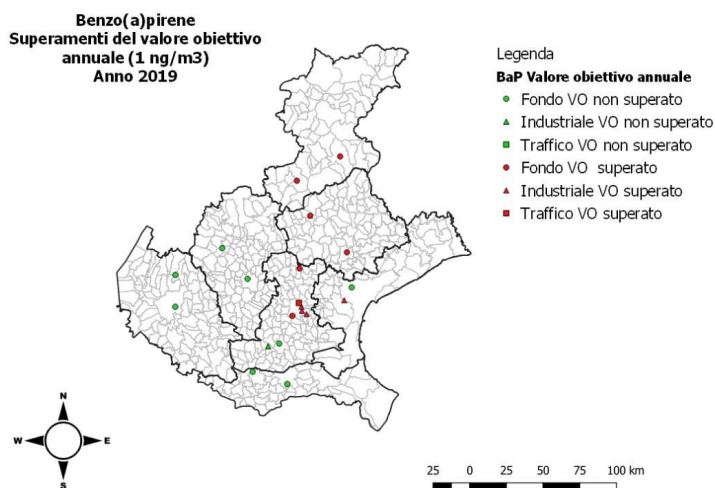 Benzo(a)pirene
Superamenti del valore obiettivo
annuale (1 ng/m3)
Anno 2019
Legenda
BaP Valore obiettivo annuale
Fondo VO non superato
Industriale VO non superato
Traffico VO non superato
Fondo VO superato
Industriale VO superato
Traffico VO superato
N
W E
S
25 0 25 50 75 100 km